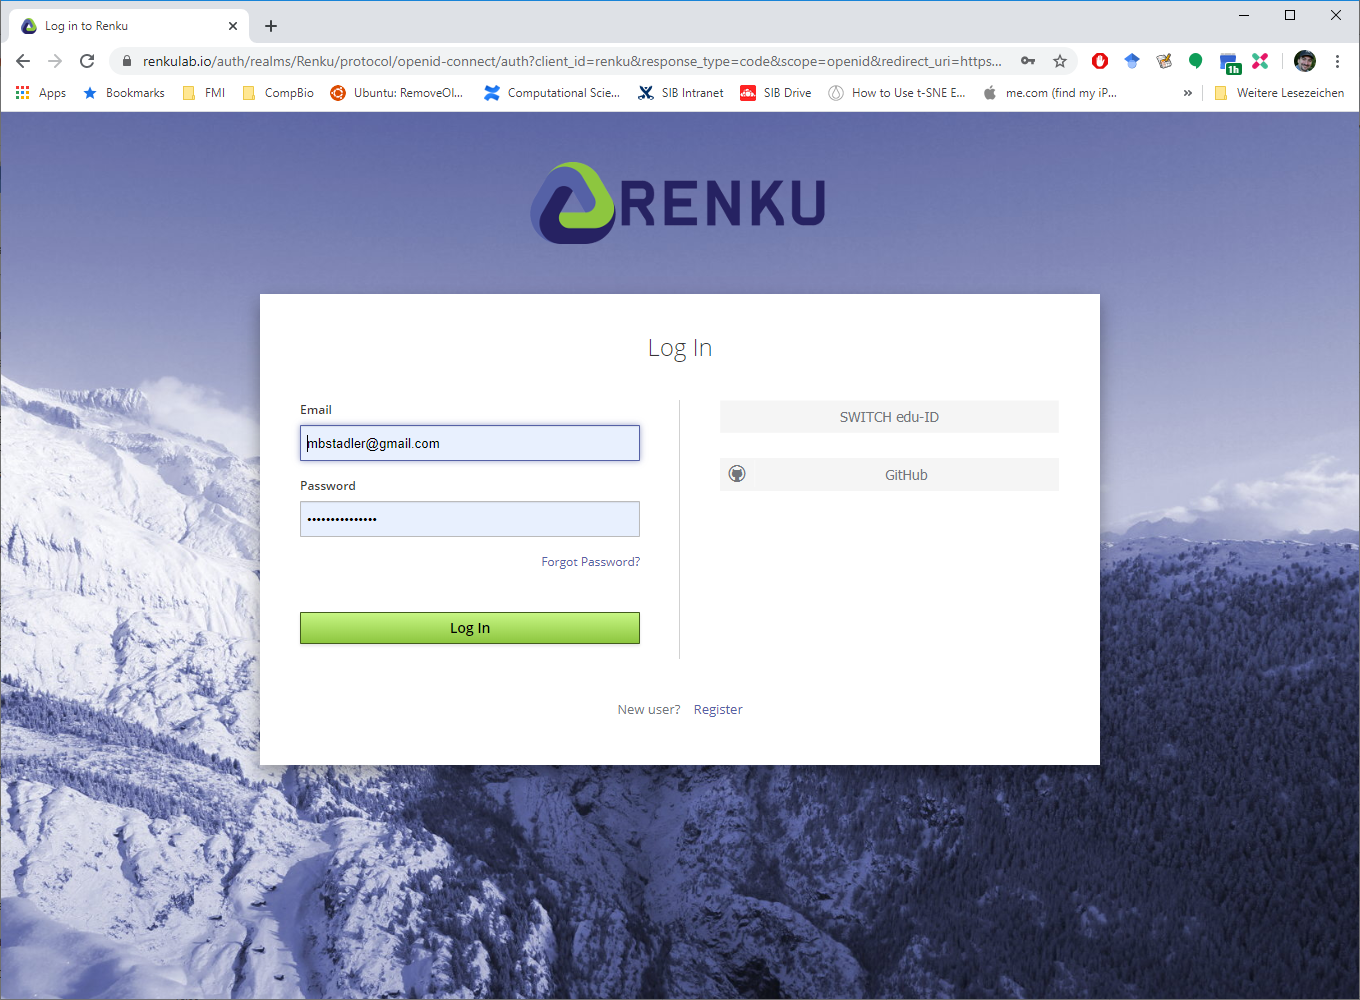 Log in to Renku
renkulab.io/auth/realms/Renku/protocol/openid-connect/auth?client_id=renku&response_type=code&scope=openid&redirect_uri=https...
Apps Bookmarks FMI CompBio Ubuntu: RemoveOl... Computational Scie... SIB Intranet SIB Drive How to Use t-SNE E... me.com (find my iP... » Weitere Lesezeichen
1h
RENKU
Log In
Email
mbstadler@gmail.com
Password
•••••••••••••••
Forgot Password?
Log In
SWITCH edu-ID
GitHub
New user? Register